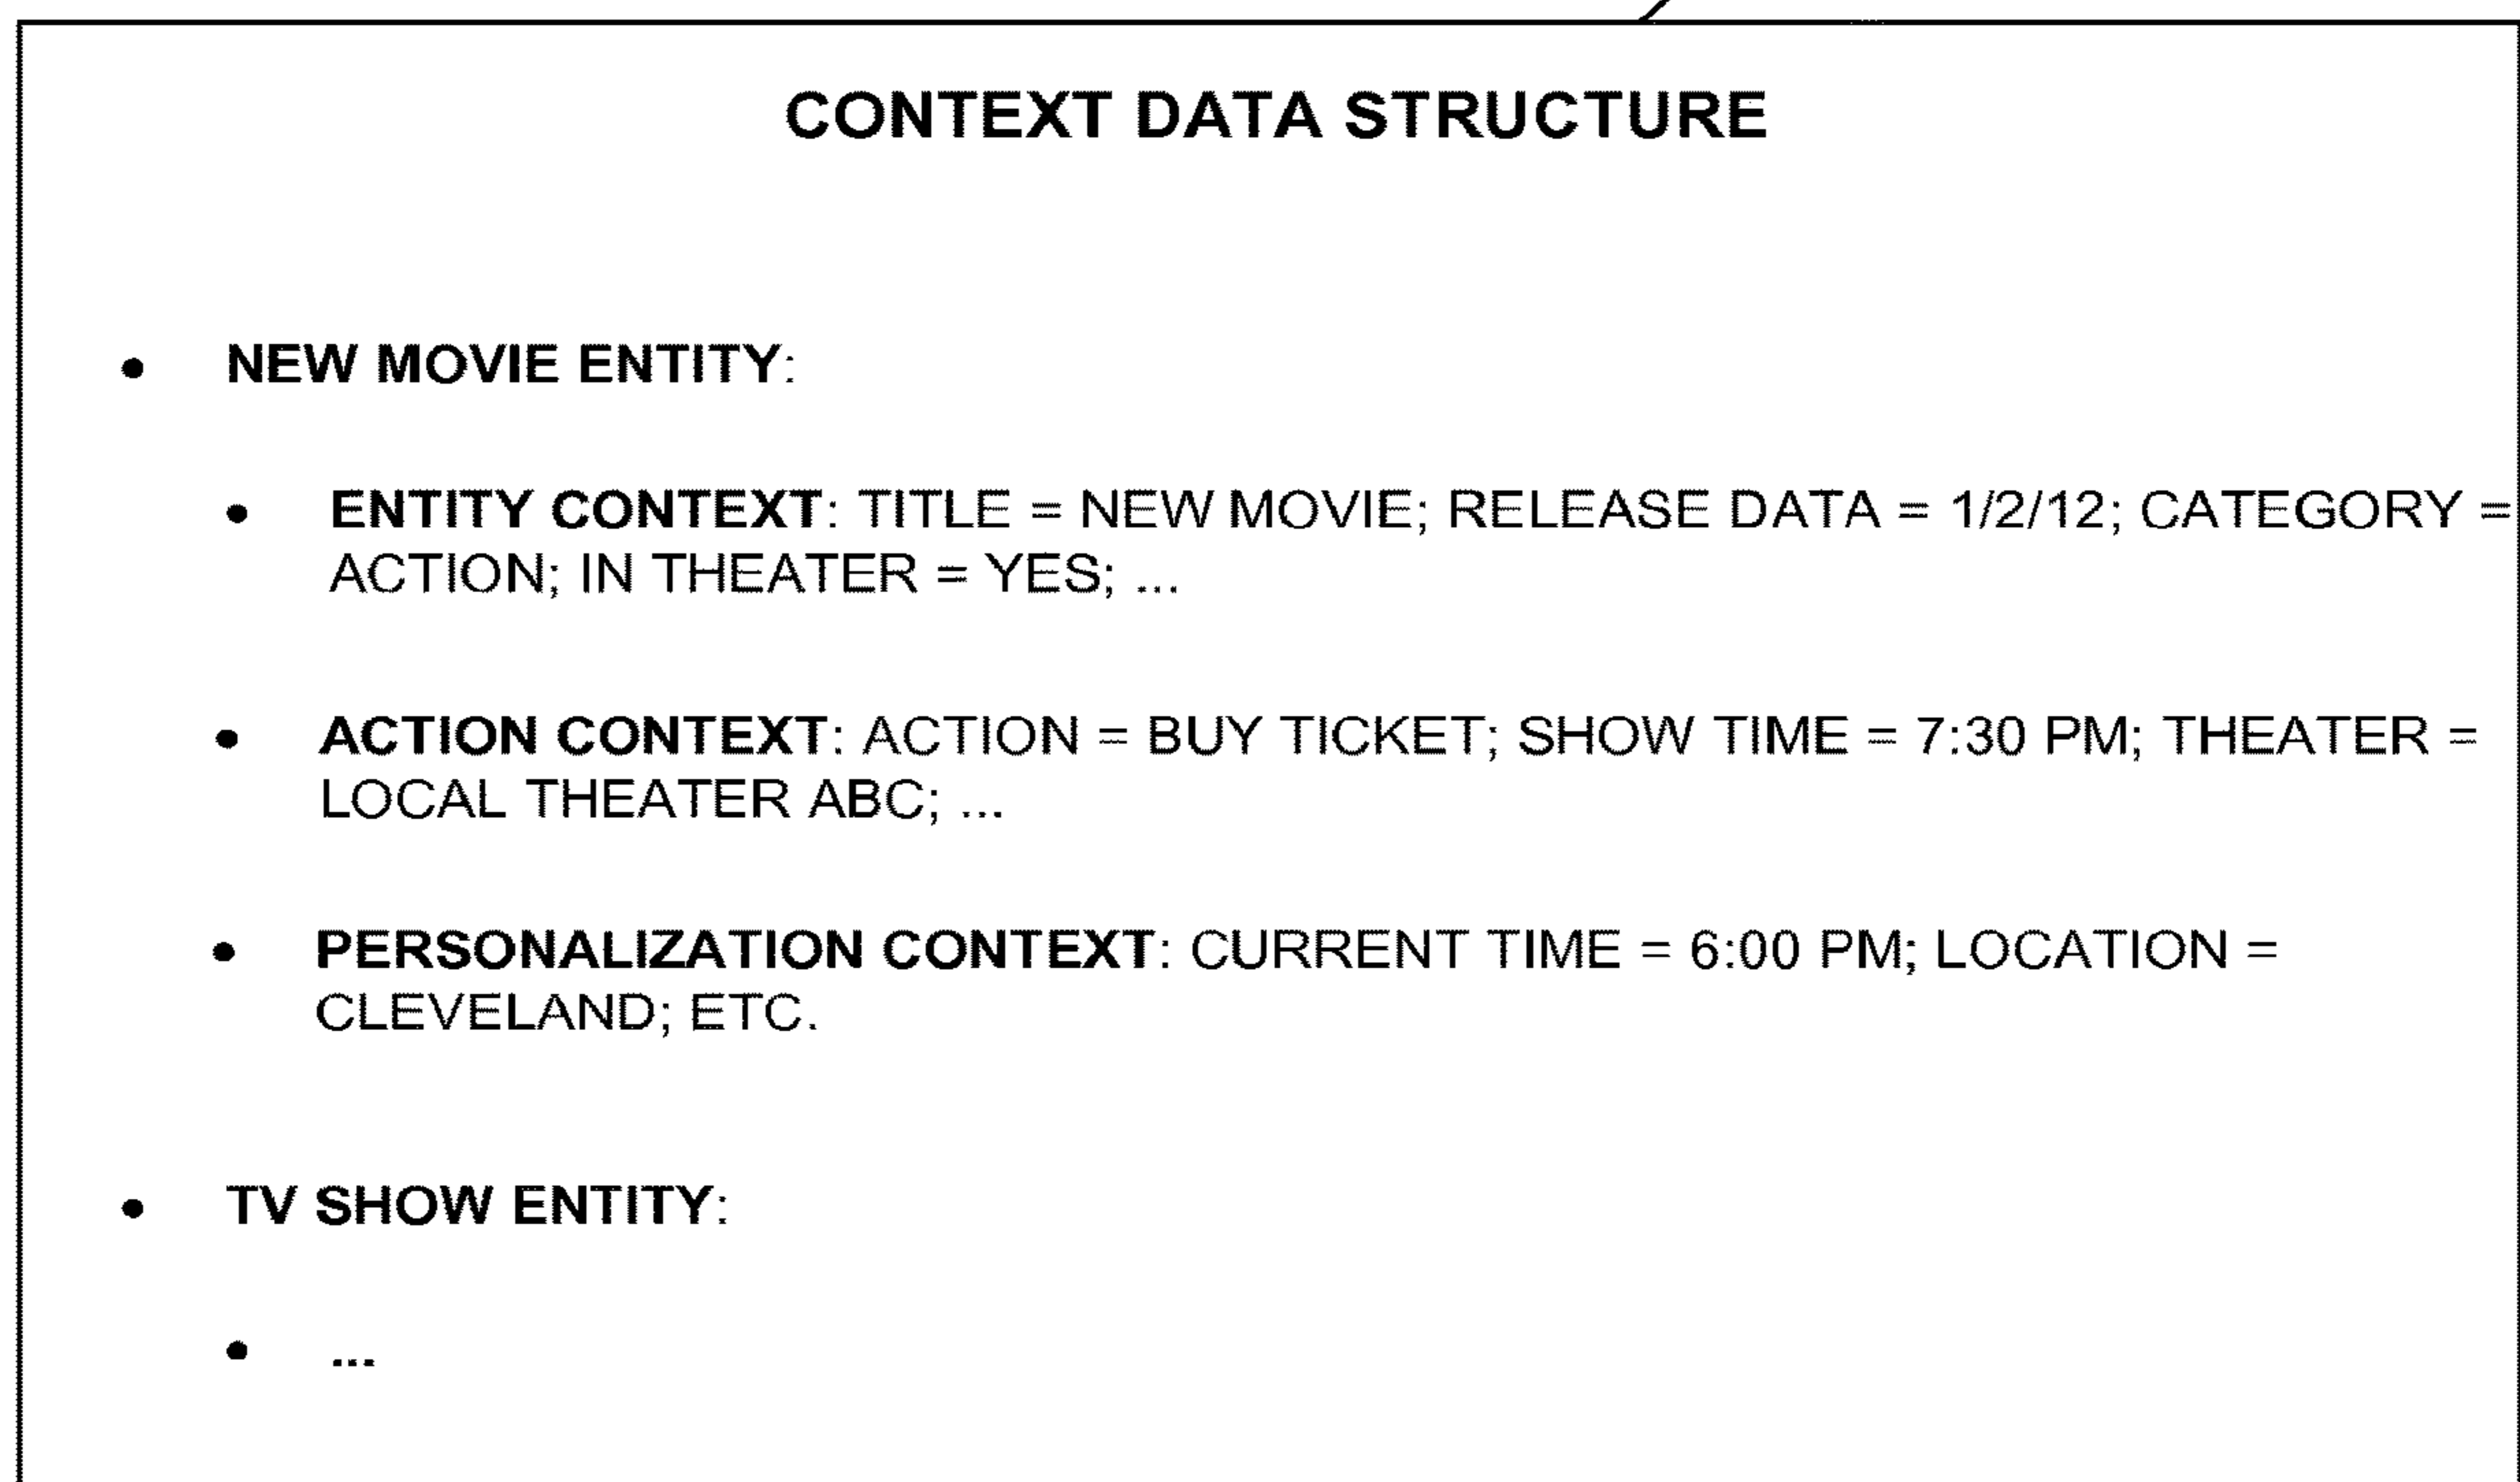 CONTEXT DATA STRUCTURE
• NEW MOVIE ENTITY:
• ENTITY CONTEXT: TITLE = NEW MOVIE; RELEASE DATA = 1/2/12; CATEGORY =
ACTION; IN THEATER = YES; ...
• ACTION CONTEXT: ACTION = BUY TICKET; SHOW TIME = 7:30 PM; THEATER =
LOCAL THEATER ABC; ...
• PERSONALIZATION CONTEXT: CURRENT TIME = 6:00 PM; LOCATION =
CLEVELAND; ETC.
• TV SHOW ENTITY:
• ...